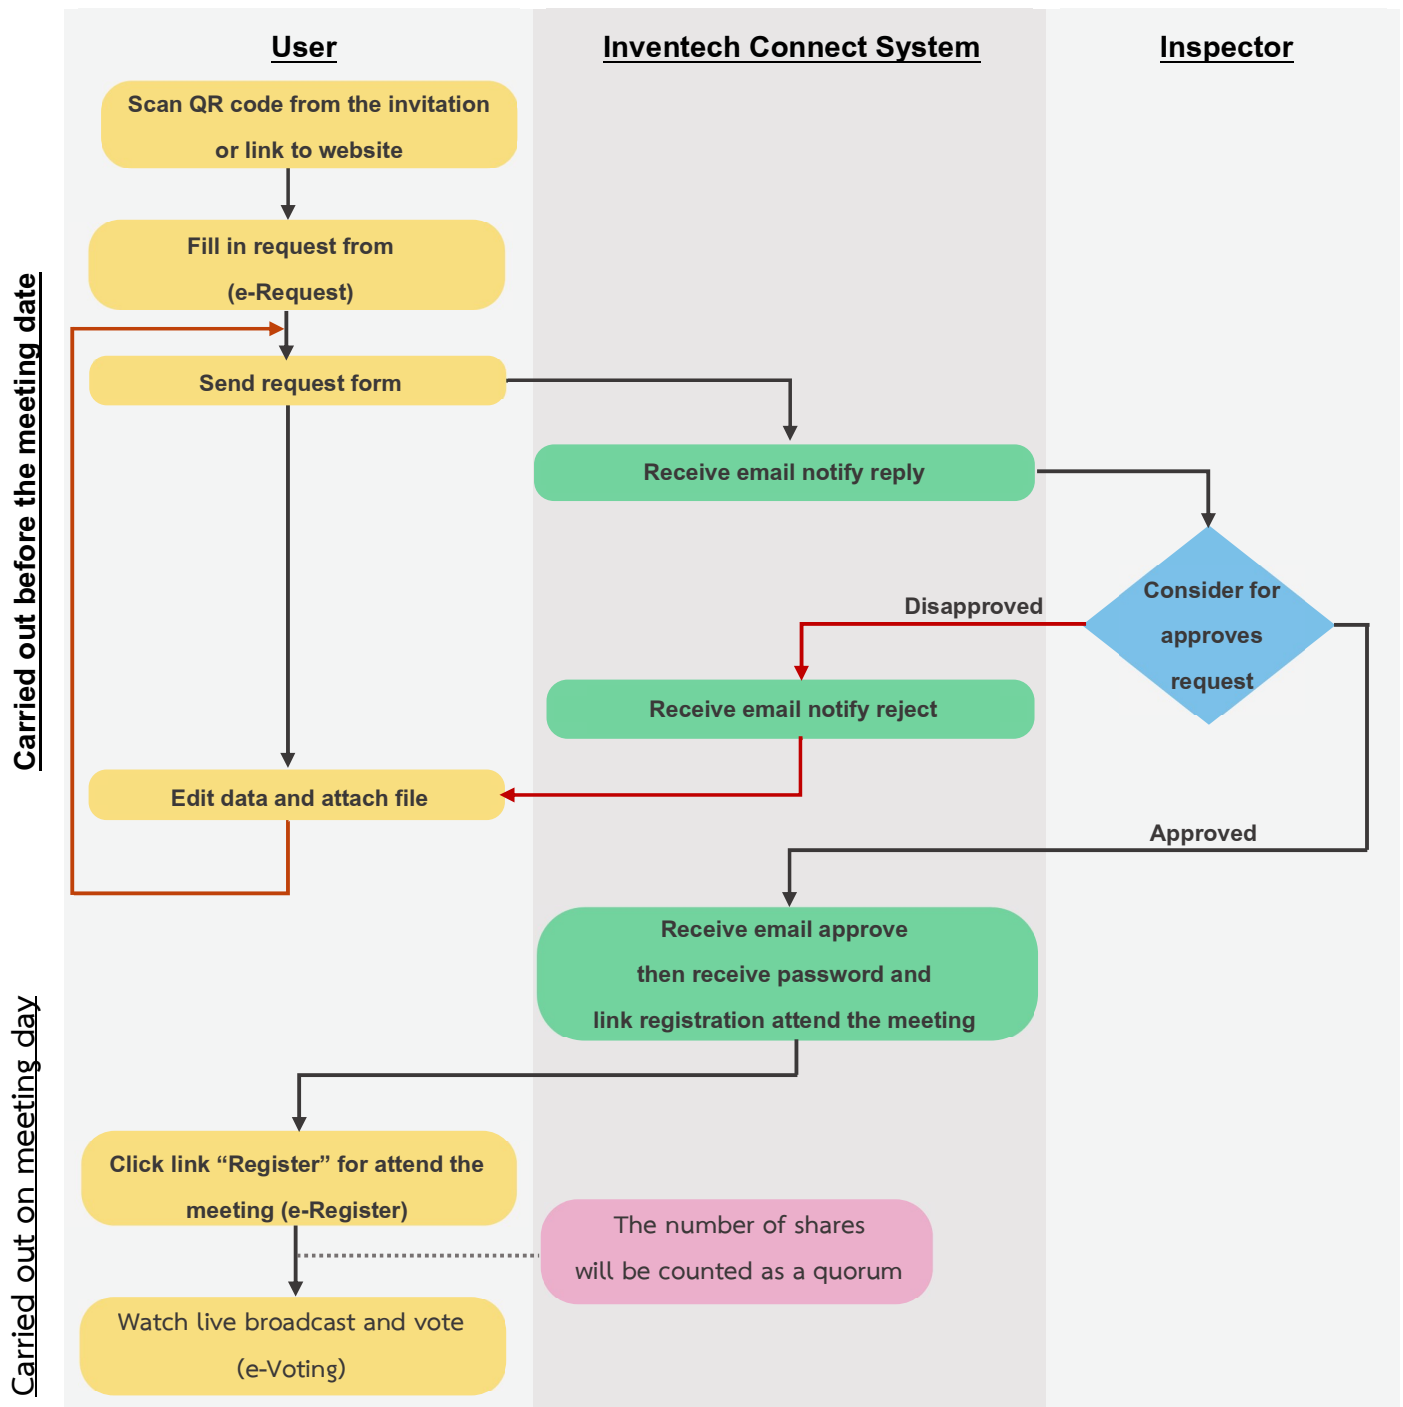 User
Inventech Connect System
Inspector
Carried out before the meeting date
Scan QR code from the invitation
or link to website
Fill in request from
(e-Request)
Send request form
Receive email notify reply
Consider for
approves
request
Disapproved
Receive email notify reject
Edit data and attach file
Approved
Receive email approve
then receive password and
link registration attend the meeting
Carried out on meeting day
Click link “Register” for attend the
meeting (e-Register)
The number of shares
will be counted as a quorum
Watch live broadcast and vote
(e-Voting)